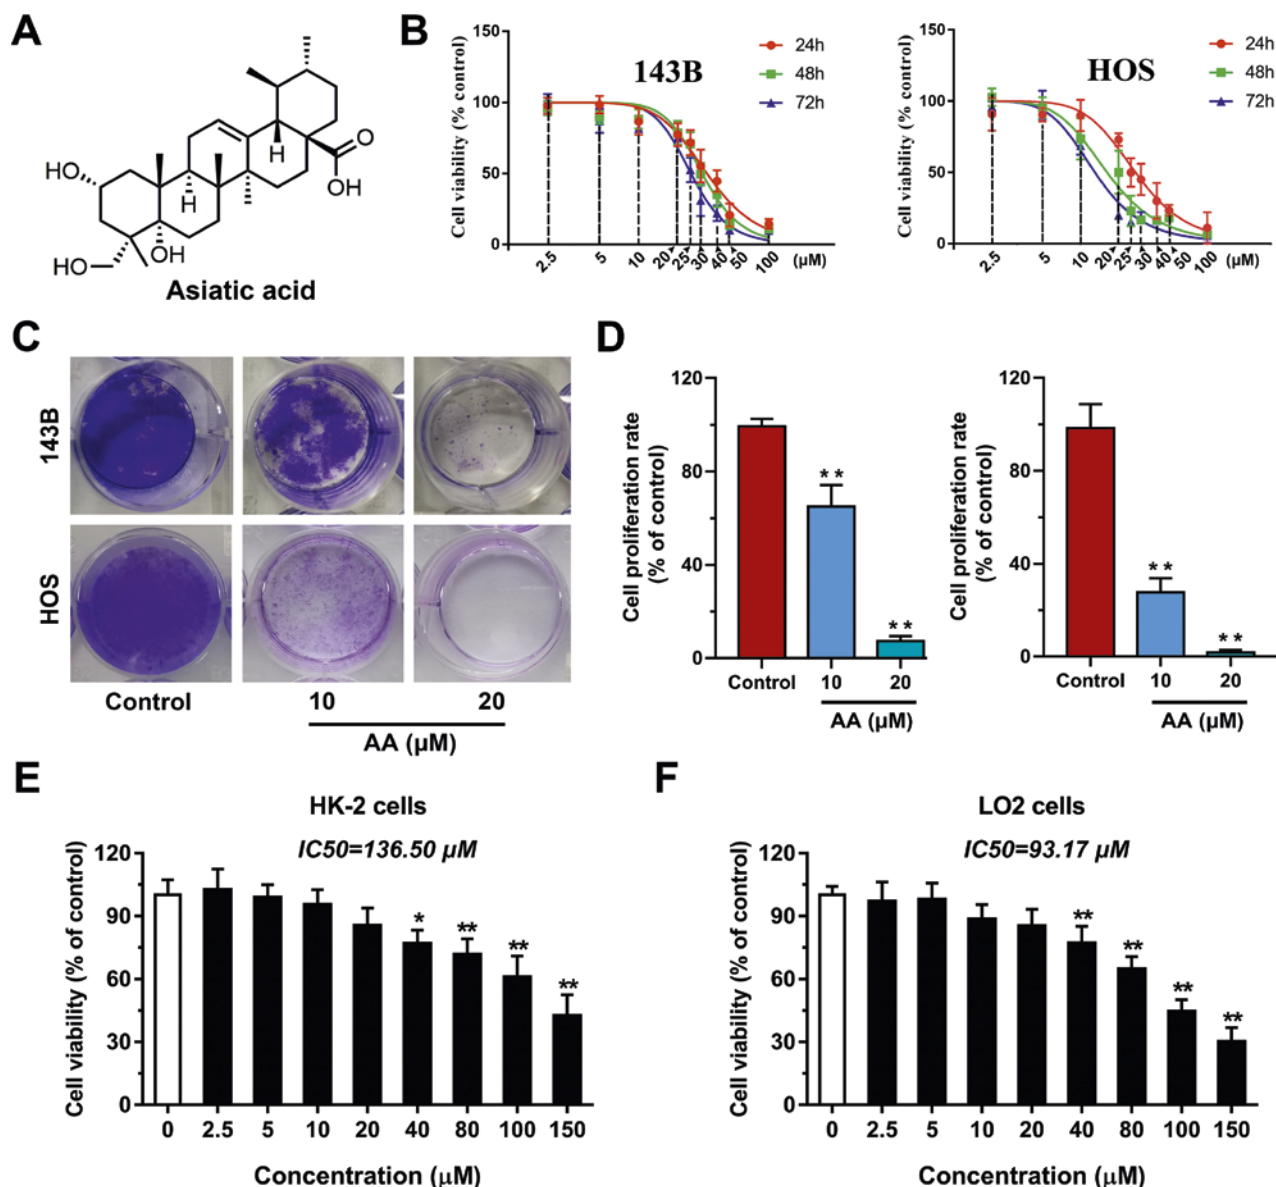 A
HO
HO
OH
H
H
O
OH
Asiatic acid
B
Cell viability (% control)
150
100
50
0
143B
24h
48h
72h
2.5 5 10 20 25 30 40 50 100 (μM)
Cell viability (% control)
150
100
50
0
HOS
24h
48h
72h
2.5 5 10 20 25 30 40 50 100 (μM)
C
143B
HOS
Control 10 20
AA (μM)
D
Cell proliferation rate
(% of control)
120
80
40
0
**
**
Control 10 20
AA (μM)
Cell proliferation rate
(% of control)
120
80
40
0
**
**
Control 10 20
AA (μM)
E
HK-2 cells
IC50=136.50 μM
Cell viability (% of control)
120
90
60
30
0
* ** ** **
0 2.5 5 10 20 40 80 100 150
Concentration (μM)
F
LO2 cells
IC50=93.17 μM
Cell viability (% of control)
120
90
60
30
0
** ** ** **
0 2.5 5 10 20 40 80 100 150
Concentration (μM)